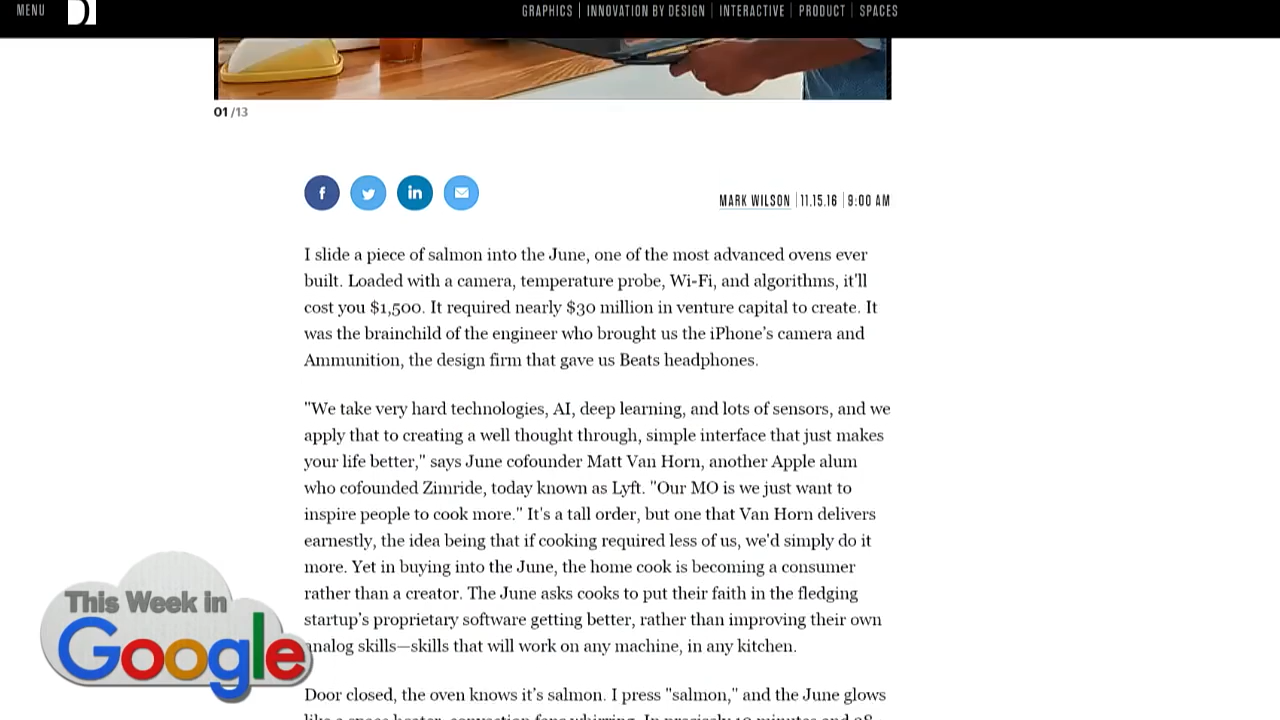 MENU
GRAPHICS | INNOVATION BY DESIGN | INTERACTIVE | PRODUCT | SPACES
01/13
MARK WILSON | 11.15.16 | 9:00 AM
I slide a piece of salmon into the June, one of the most advanced ovens ever
built. Loaded with a camera, temperature probe, Wi-Fi, and algorithms, it'll
cost you $1,500. It required nearly $30 million in venture capital to create. It
was the brainchild of the engineer who brought us the iPhone's camera and
Ammunition, the design firm that gave us Beats headphones.
"We take very hard technologies, AI, deep learning, and lots of sensors, and we
apply that to creating a well thought through, simple interface that just makes
your life better," says June cofounder Matt Van Horn, another Apple alum
who cofounded Zimride, today known as Lyft. "Our MO is we just want to
inspire people to cook more." It's a tall order, but one that Van Horn delivers
earnestly, the idea being that if cooking required less of us, we'd simply do it
more. Yet in buying into the June, the home cook is becoming a consumer
rather than a creator. The June asks cooks to put their faith in the fledging
startup's proprietary software getting better, rather than improving their own
analog skills—skills that will work on any machine, in any kitchen.
Door closed, the oven knows it's salmon. I press "salmon," and the June glows
This Week in
Google